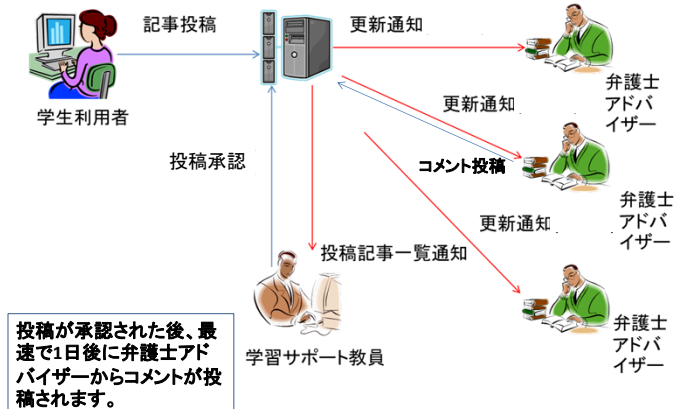 記事投稿
更新通知
学生利用者
弁護士
アドバ
イザー
更新通知
投稿承認
コメント投稿
弁護士
アドバ
イザー
更新通知
投稿記事一覧通知
弁護士
アドバ
イザー
学習サポート教員
投稿が承認された後、最
速で1日後に弁護士アド
バイザーからコメントが投
稿されます。